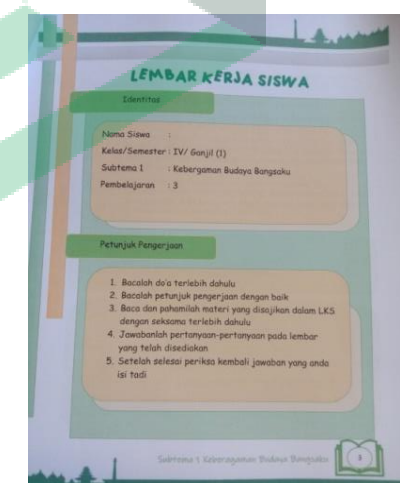 LEMBAR KERJA SISWA
Identitas
Nama Siswa :
Kelas/Semester : IV/ Ganjil (1)
Subtema 1 : Kebergaman Budaya Bangsaku
Pembelajaran : 3
Petunjuk Pengerjaan
1. Bacalah do'a terlebih dahulu
2. Bacalah petunjuk pengerjaan dengan baik
3. Baca dan pahamilah materi yang disajikan dalam LKS
dengan seksama terlebih dahulu
4. Jawabanlah pertanyaan-pertanyaan pada lembar
yang telah disediakan
5. Setelah selesai periksa kembali jawaban yang anda
isi tadi
Subtema 1 Keberagaman Budaya Bangsaku
3